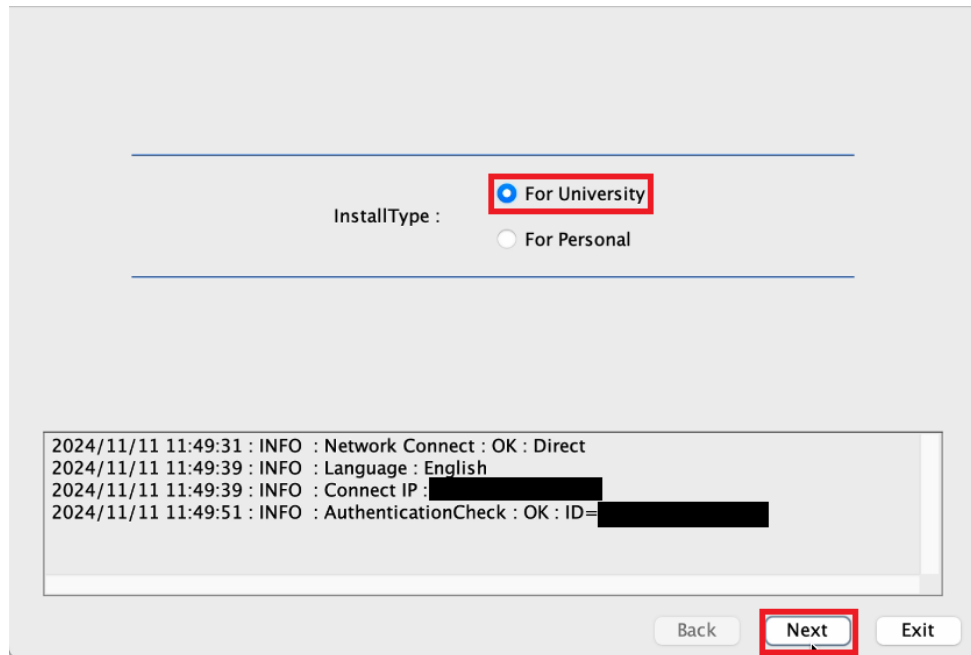 For University
InstallType :
For Personal
2024/11/11 11:49:31 : INFO : Network Connect : OK : Direct
2024/11/11 11:49:39 : INFO : Language : English
2024/11/11 11:49:39 : INFO : Connect IP :
2024/11/11 11:49:51 : INFO : AuthenticationCheck : OK : ID=
Back Next Exit